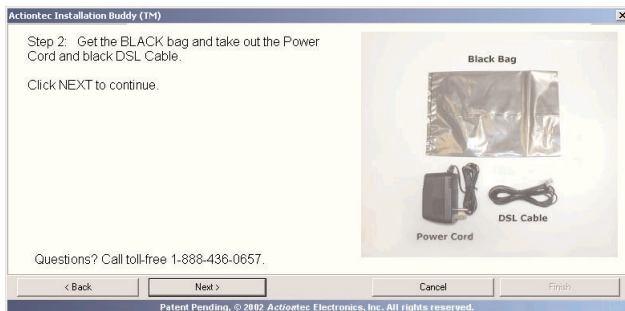 Actiontec Installation Buddy (TM)
Step 2: Get the BLACK bag and take out the Power
Cord and black DSL Cable.
Click NEXT to continue.
Black Bag
DSL Cable
Power Cord
Questions? Call toll-free 1-888-436-0657.
< Back
Next >
Cancel
Finish
Patent Pending. © 2002 Actiontec Electronics, Inc. All rights reserved.